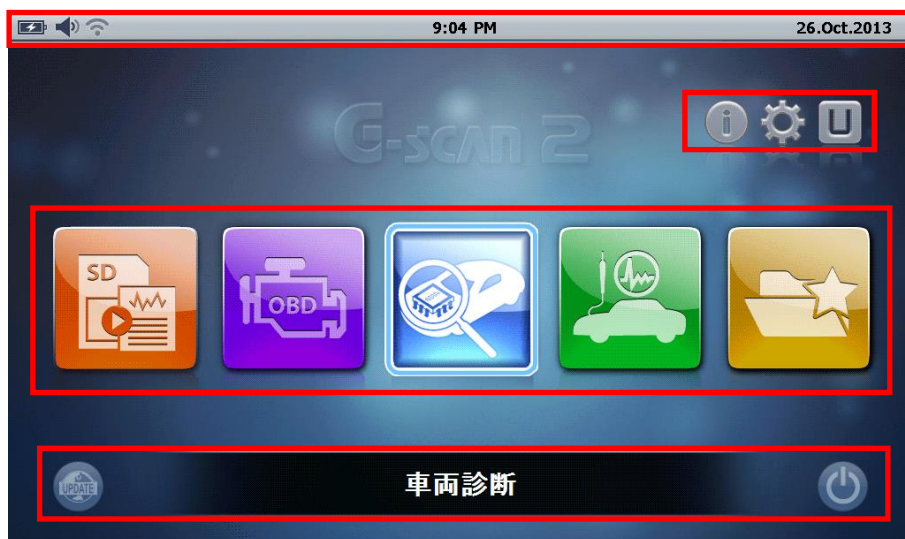 9:04 PM
26.Oct.2013
i
U
G-scan 2
SD
OBD
UPDATE
車両診断